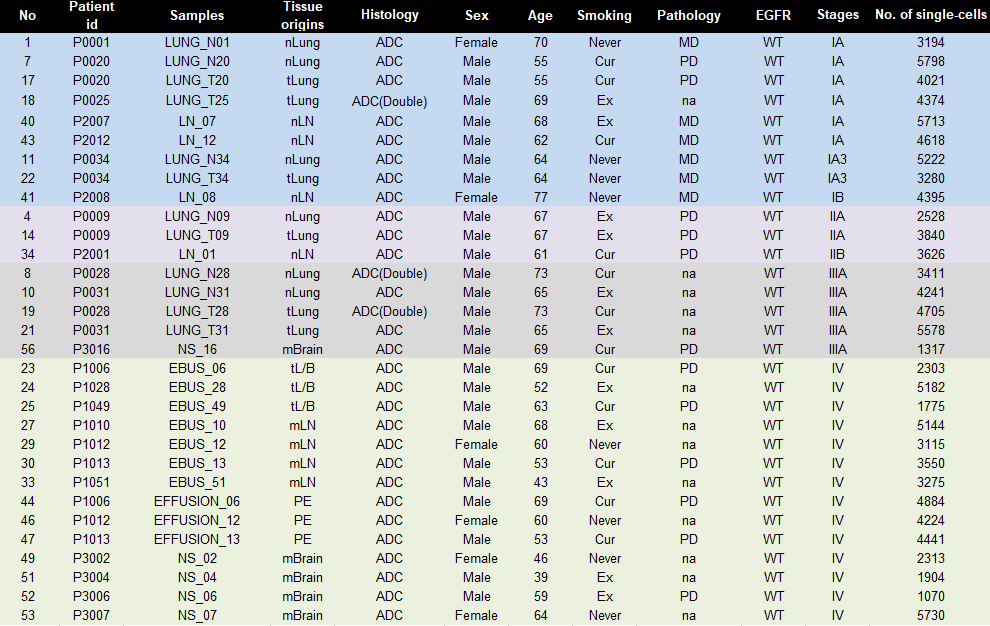 No Patient id Samples Tissue origins Histology Sex Age Smoking Pathology EGFR Stages No. of single-cells
1 P0001 LUNG_N01 nLung ADC Female 70 Never MD WT IA 3194
7 P0020 LUNG_N20 nLung ADC Male 55 Cur PD WT IA 5798
17 P0020 LUNG_T20 tLung ADC Male 55 Cur PD WT IA 4021
18 P0025 LUNG_T25 tLung ADC(Double) Male 69 Ex na WT IA 4374
40 P2007 LN_07 nLN ADC Male 68 Ex MD WT IA 5713
43 P2012 LN_12 nLN ADC Male 62 Cur MD WT IA 4618
11 P0034 LUNG_N34 nLung ADC Male 64 Never MD WT IA3 5222
22 P0034 LUNG_T34 tLung ADC Male 64 Never MD WT IA3 3280
41 P2008 LN_08 nLN ADC Female 77 Never MD WT IB 4395
4 P0009 LUNG_N09 nLung ADC Male 67 Ex PD WT IIA 2528
14 P0009 LUNG_T09 tLung ADC Male 67 Ex PD WT IIA 3840
34 P2001 LN_01 nLN ADC Male 61 Cur PD WT IIB 3626
8 P0028 LUNG_N28 nLung ADC(Double) Male 73 Cur na WT IIIA 3411
10 P0031 LUNG_N31 nLung ADC Male 65 Ex na WT IIIA 4241
19 P0028 LUNG_T28 tLung ADC(Double) Male 73 Cur na WT IIIA 4705
21 P0031 LUNG_T31 tLung ADC Male 65 Ex na WT IIIA 5578
56 P3016 NS_16 mBrain ADC Male 69 Cur PD WT IIIA 1317
23 P1006 EBUS_06 tL/B ADC Male 69 Cur PD WT IV 2303
24 P1028 EBUS_28 tL/B ADC Male 52 Ex na WT IV 5182
25 P1049 EBUS_49 tL/B ADC Male 63 Cur PD WT IV 1775
27 P1010 EBUS_10 mLN ADC Male 68 Ex na WT IV 5144
29 P1012 EBUS_12 mLN ADC Female 60 Never na WT IV 3115
30 P1013 EBUS_13 mLN ADC Male 53 Cur PD WT IV 3550
33 P1051 EBUS_51 mLN ADC Male 43 Ex na WT IV 3275
44 P1006 EFFUSION_06 PE ADC Male 69 Cur PD WT IV 4884
46 P1012 EFFUSION_12 PE ADC Female 60 Never na WT IV 4224
47 P1013 EFFUSION_13 PE ADC Male 53 Cur PD WT IV 4441
49 P3002 NS_02 mBrain ADC Female 46 Never na WT IV 2313
51 P3004 NS_04 mBrain ADC Male 39 Ex na WT IV 1904
52 P3006 NS_06 mBrain ADC Male 59 Ex PD WT IV 1070
53 P3007 NS_07 mBrain ADC Female 64 Never na WT IV 5730